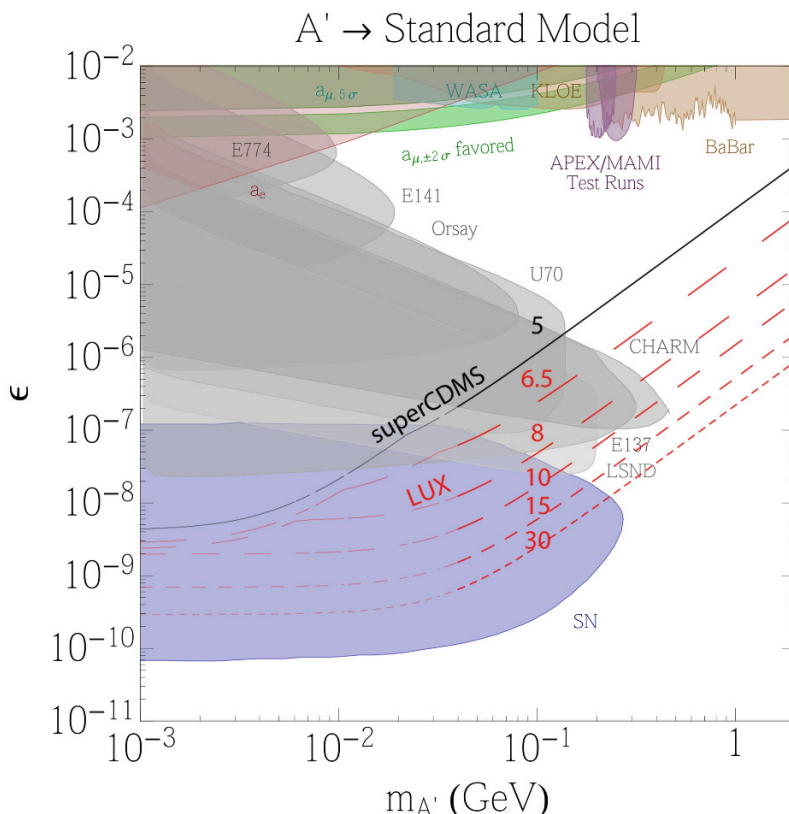 A' → Standard Model
10⁻²
10⁻³
10⁻⁴
10⁻⁵
10⁻⁶
10⁻⁷
10⁻⁸
10⁻⁹
10⁻¹⁰
10⁻¹¹
ϵ
aμ,5σ
WASA
KLOE
aμ,±2σ favored
BaBar
APEX/MAMI
Test Runs
E774
ae
E141
Orsay
U70
5
CHARM
6.5
superCDMS
8
E137
LSND
LUX
10
15
30
SN
10⁻³
10⁻²
10⁻¹
1
mA' (GeV)